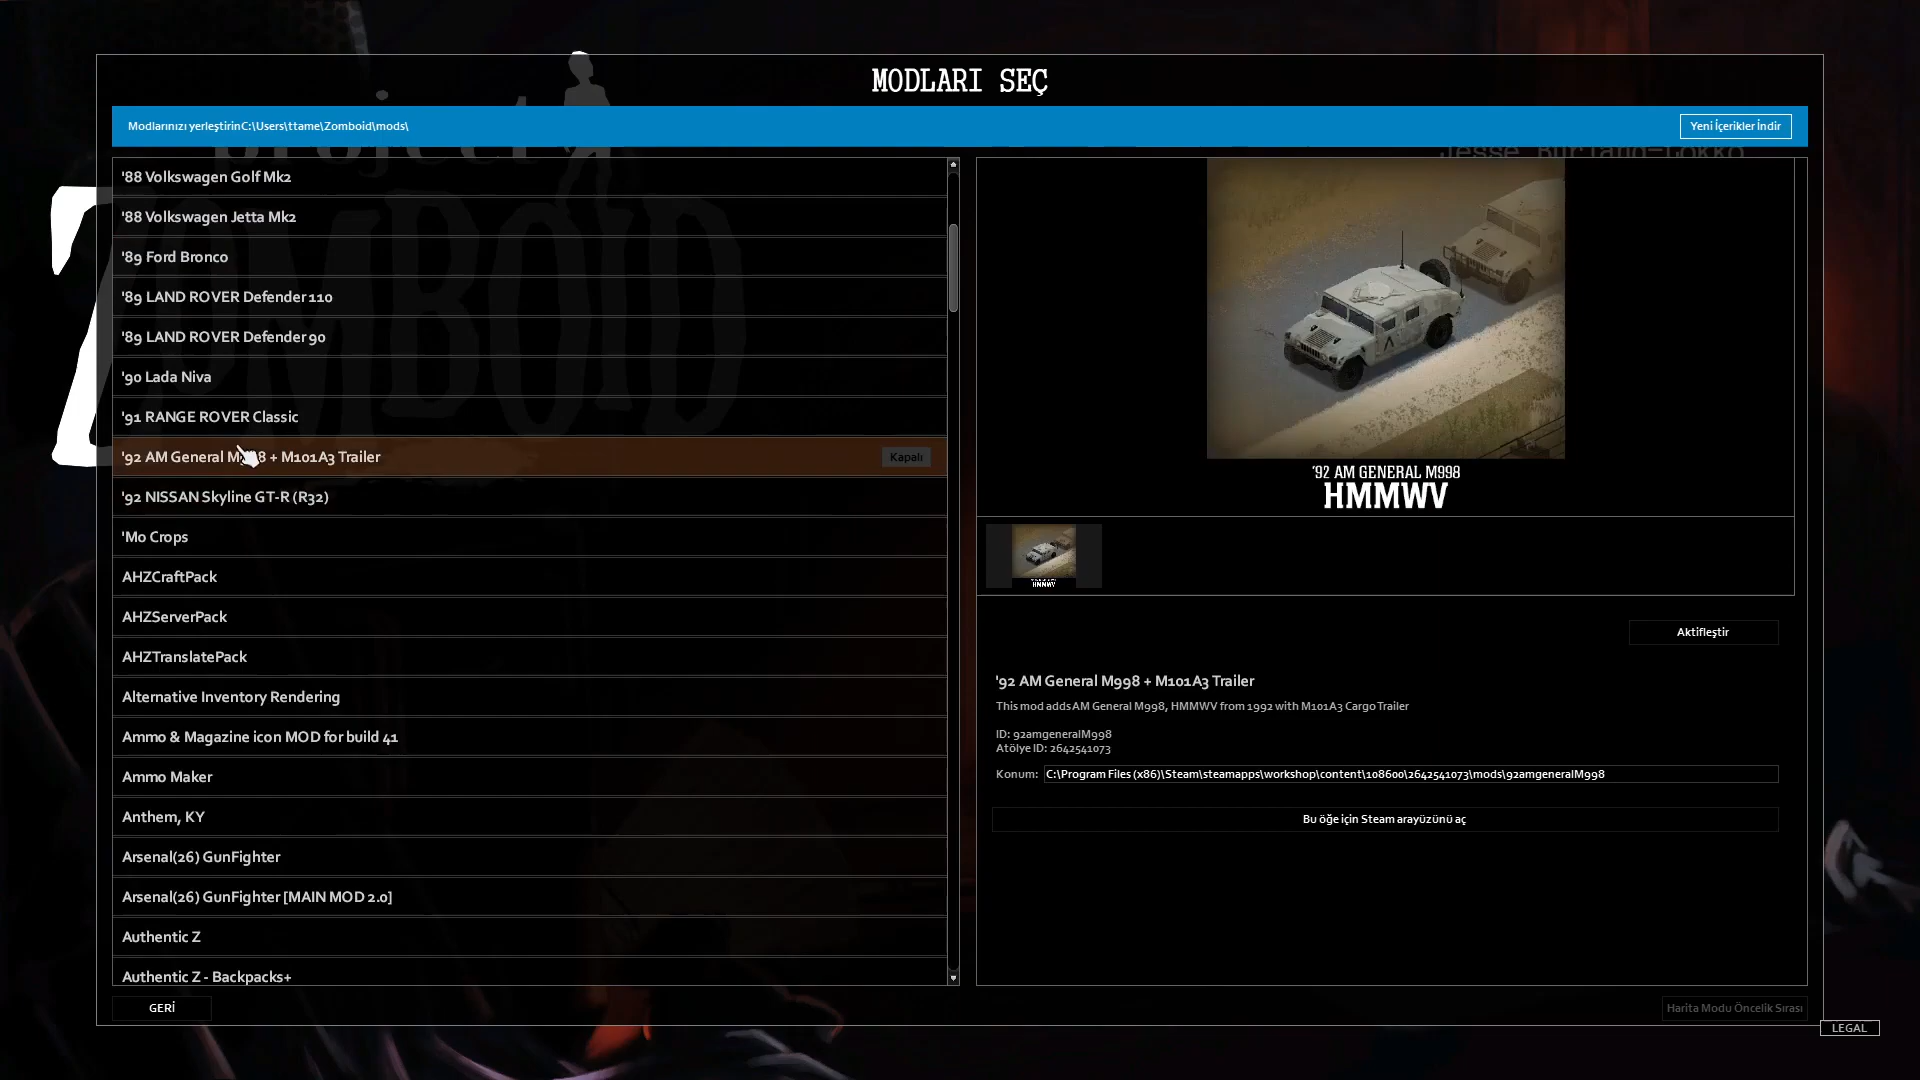 MODLARI SEÇ
Modlarınızı yerleştirinC:\Users\ttame\Zomboid\mods\
Yeni İçerikler İndir
project
ZOMBOID
'88 Volkswagen Golf Mk2
'88 Volkswagen Jetta Mk2
'89 Ford Bronco
'89 LAND ROVER Defender 110
'89 LAND ROVER Defender 90
'90 Lada Niva
'91 RANGE ROVER Classic
'92 AM General M998 + M101A3 Trailer
Kapalı
'92 NISSAN Skyline GT-R (R32)
'Mo Crops
AHZCraftPack
AHZServerPack
AHZTranslatePack
Alternative Inventory Rendering
Ammo & Magazine icon MOD for build 41
Ammo Maker
Anthem, KY
Arsenal(26) GunFighter
Arsenal(26) GunFighter [MAIN MOD 2.0]
Authentic Z
Authentic Z - Backpacks+
GERİ
'92 AM GENERAL M998
HMMWV
HMMWV
Aktifleştir
'92 AM General M998 + M101A3 Trailer
This mod adds AM General M998, HMMWV from 1992 with M101A3 Cargo Trailer
ID: 92amgeneralM998
Atölye ID: 2642541073
Konum: C:\Program Files (x86)\Steam\steamapps\workshop\content\108600\2642541073\mods\92amgeneralM998
Bu öğe için Steam arayüzünü aç
Harita Modu Öncelik Sırası
LEGAL